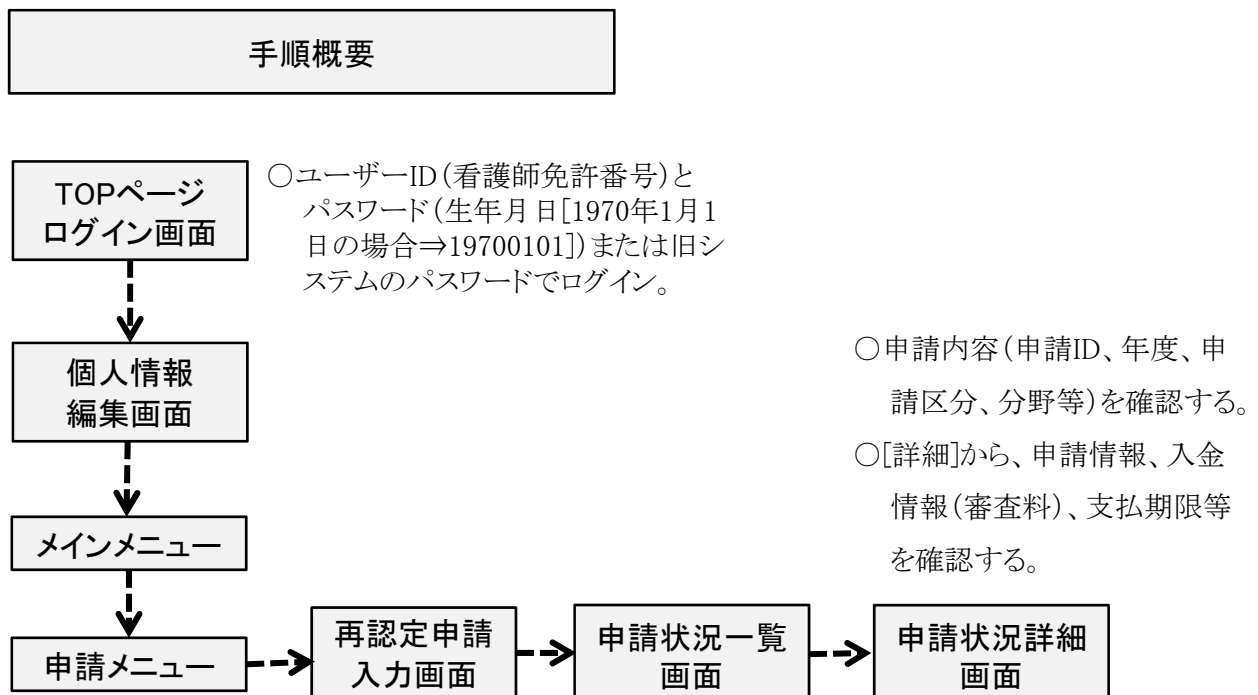 手順概要
TOPページ
ログイン画面
○ユーザーID(看護師免許番号)と
パスワード(生年月日[1970年1月1
日の場合⇒19700101])または旧シ
ステムのパスワードでログイン。
個人情報
編集画面
○申請内容(申請ID、年度、申
請区分、分野等)を確認する。
○[詳細]から、申請情報、入金
情報(審査料)、支払期限等
を確認する。
メインメニュー
申請メニュー
再認定申請
入力画面
申請状況一覧
画面
申請状況詳細
画面